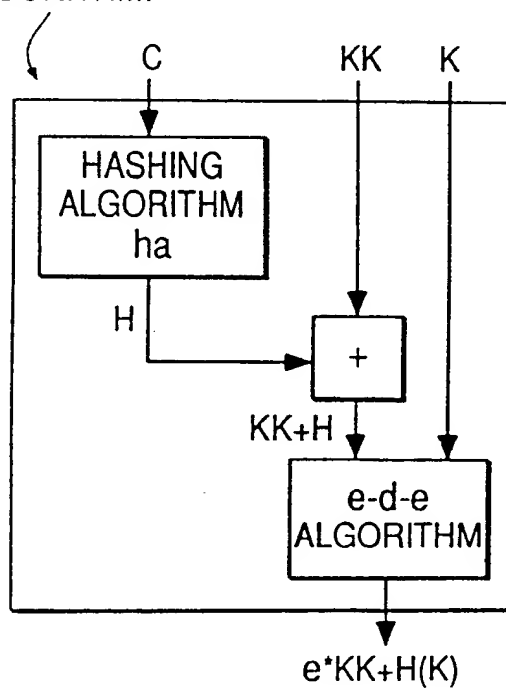 C KK K
HASHING
ALGORITHM
ha
H
+
KK+H
e-d-e
ALGORITHM
e*KK+H(K)